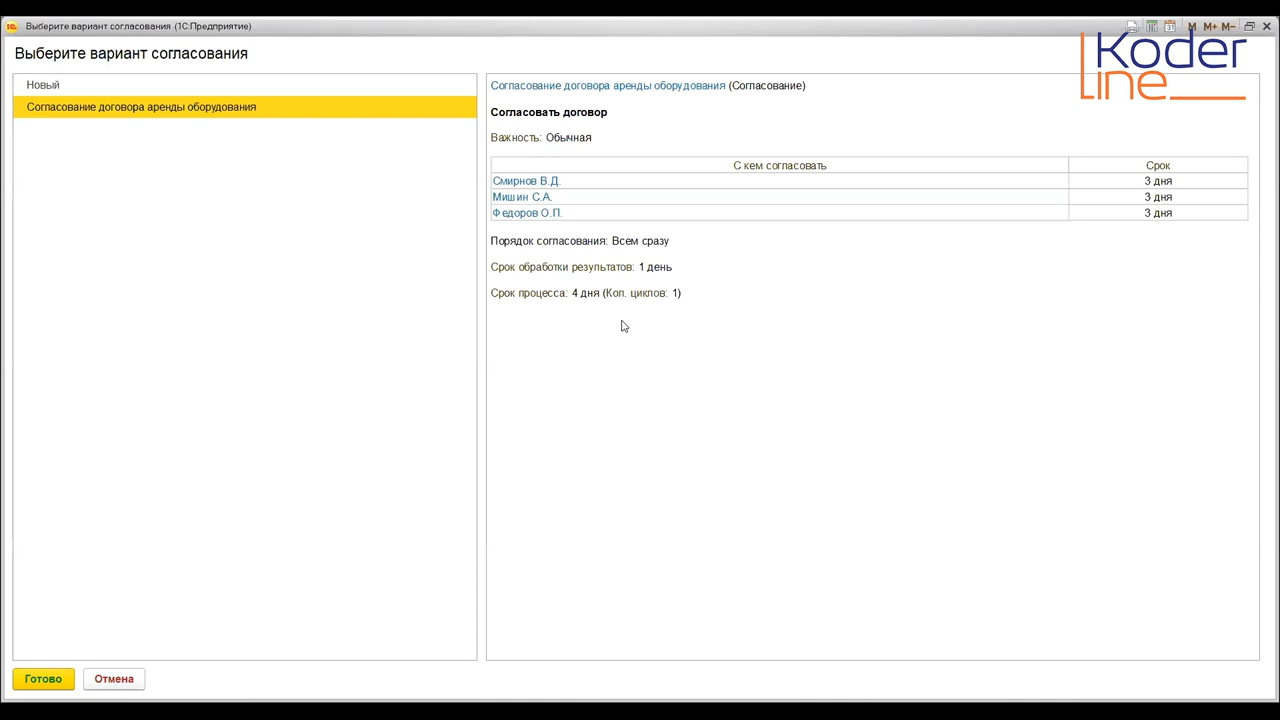 Выберите вариант согласования (1С:Предприятие)
M M+ M-
Koder
line
Выберите вариант согласования
Новый
Согласование договора аренды оборудования
Согласование договора аренды оборудования (Согласование)
Согласовать договор
Важность: Обычная
С кем согласовать Срок
Смирнов В.Д. 3 дня
Мишин С.А. 3 дня
Федоров О.П. 3 дня
Порядок согласования: Всем сразу
Срок обработки результатов: 1 день
Срок процесса: 4 дня (Кол. циклов: 1)
Готово Отмена